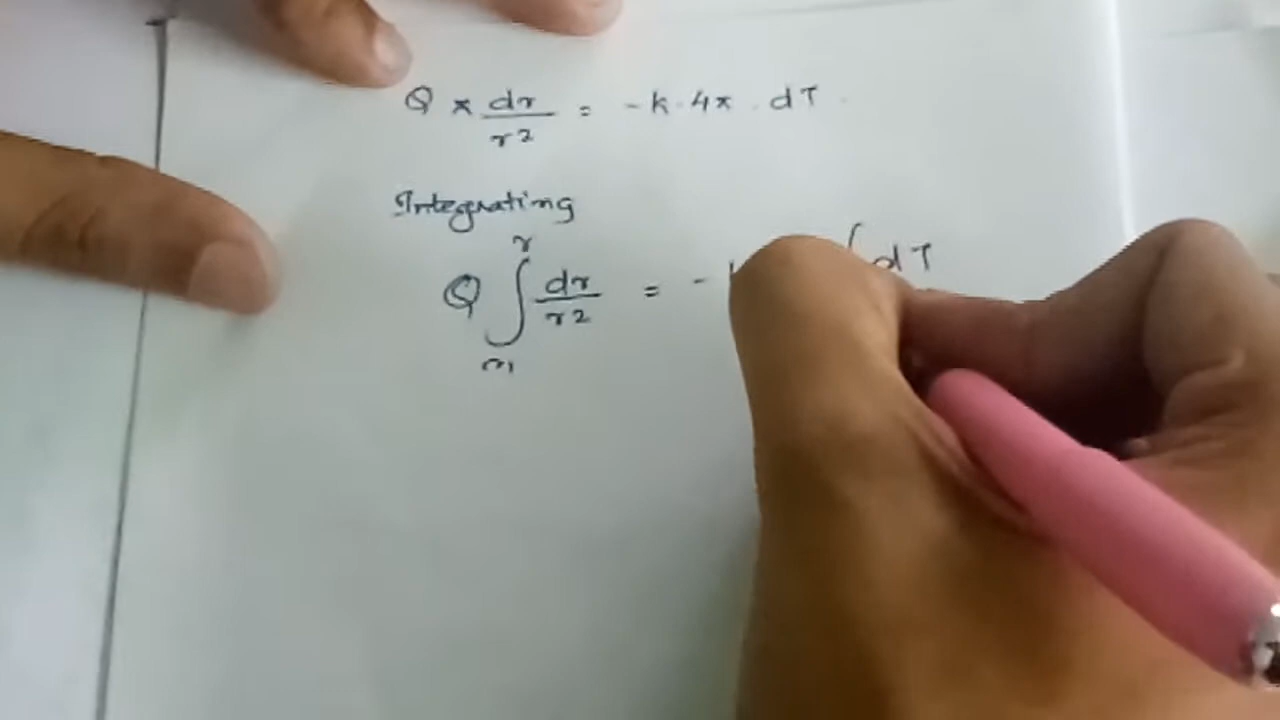 Q × dr/r2 = -k.4π.dT
Integrating
Q ∫ r r1 dr/r2 = - ∫ dT